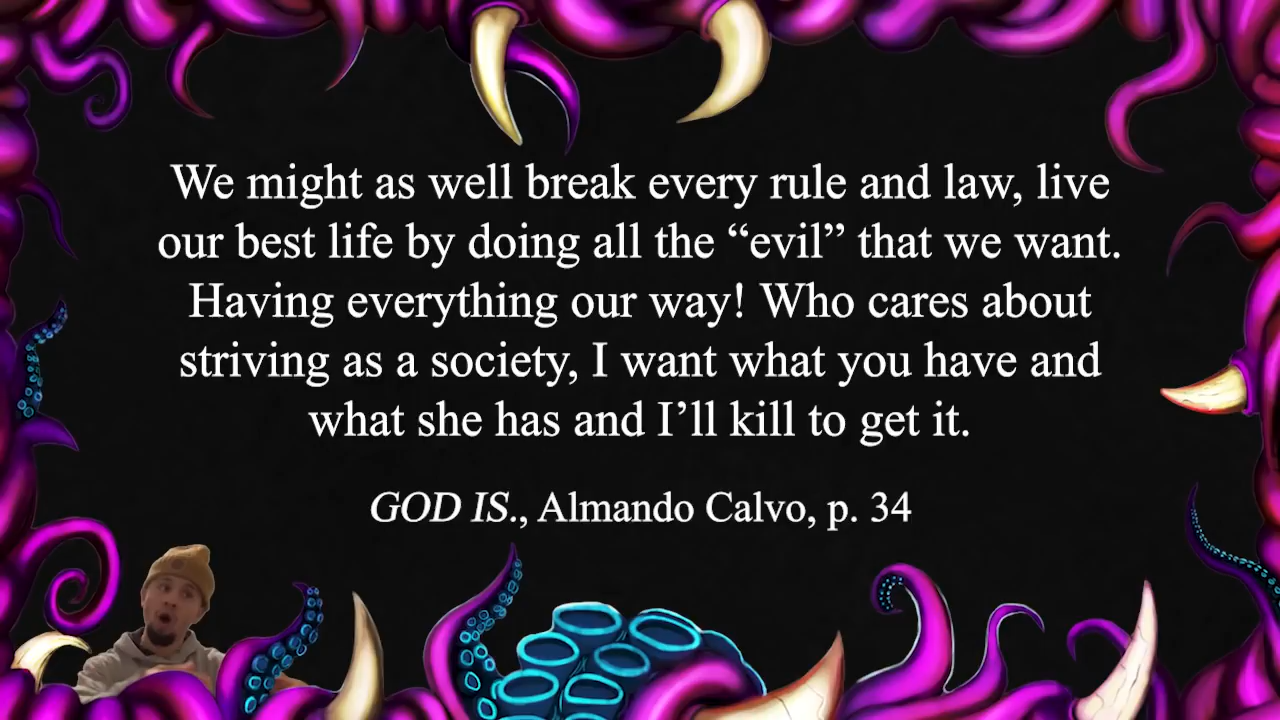 We might as well break every rule and law, live
our best life by doing all the “evil” that we want.
Having everything our way! Who cares about
striving as a society, I want what you have and
what she has and I’ll kill to get it.
GOD IS., Almando Calvo, p. 34